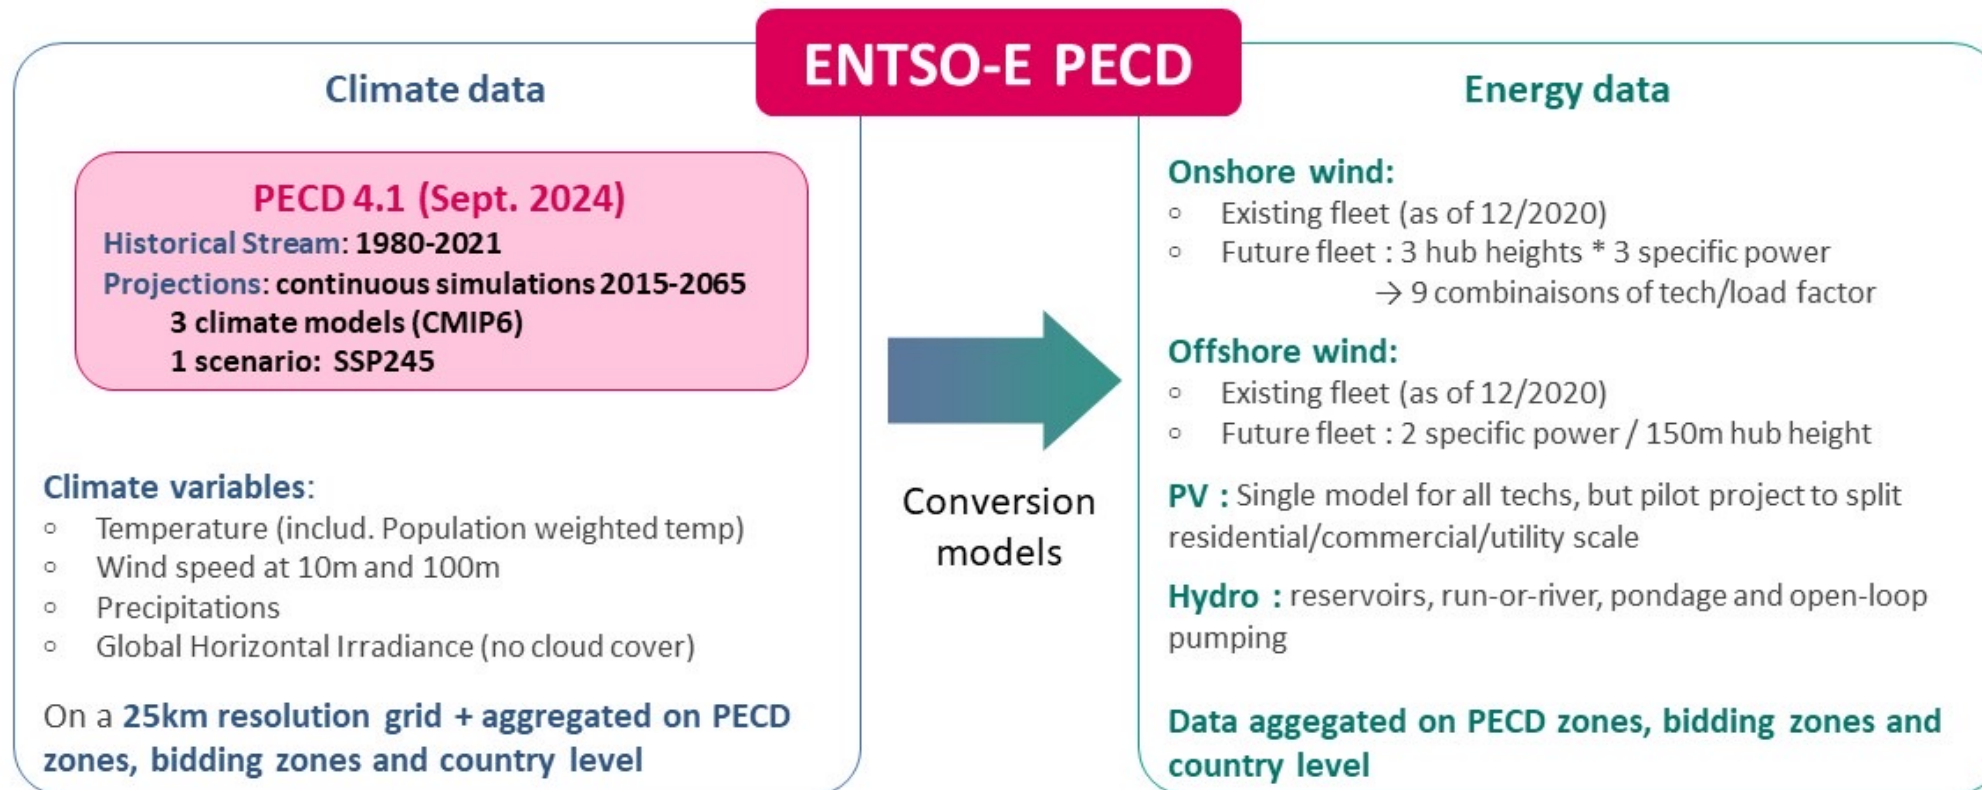 ENTSO-E PECD
Climate data
PECD 4.1 (Sept. 2024)
Historical Stream: 1980-2021
Projections: continuous simulations 2015-2065
3 climate models (CMIP6)
1 scenario: SSP245
Climate variables:
○ Temperature (includ. Population weighted temp)
○ Wind speed at 10m and 100m
○ Precipitations
○ Global Horizontal Irradiance (no cloud cover)
On a 25km resolution grid + aggregated on PECD
zones, bidding zones and country level
Conversion
models
Energy data
Onshore wind:
○ Existing fleet (as of 12/2020)
○ Future fleet : 3 hub heights * 3 specific power
→ 9 combinaisons of tech/load factor
Offshore wind:
○ Existing fleet (as of 12/2020)
○ Future fleet : 2 specific power / 150m hub height
PV : Single model for all techs, but pilot project to split
residential/commercial/utility scale
Hydro : reservoirs, run-or-river, pondage and open-loop
pumping
Data aggegated on PECD zones, bidding zones and
country level